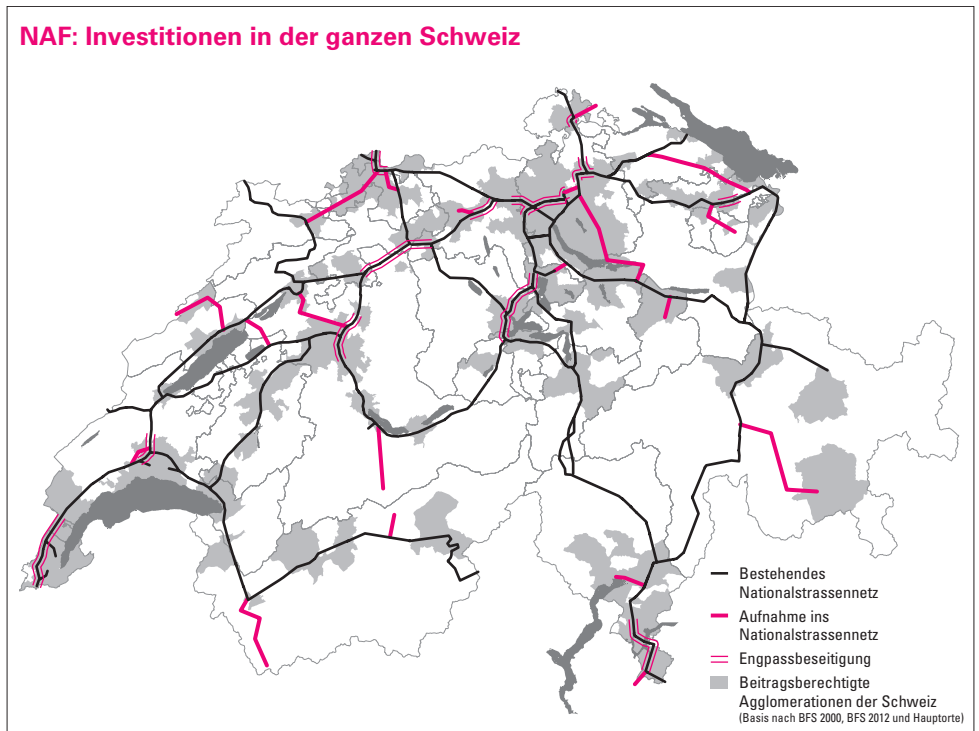 NAF: Investitionen in der ganzen Schweiz
Bestehendes
Nationalstrassennetz
Aufnahme ins
Nationalstrassennetz
Engpassbeseitigung
Beitragsberechtigte
Agglomerationen der Schweiz
(Basis nach BFS 2000, BFS 2012 und Hauptorte)